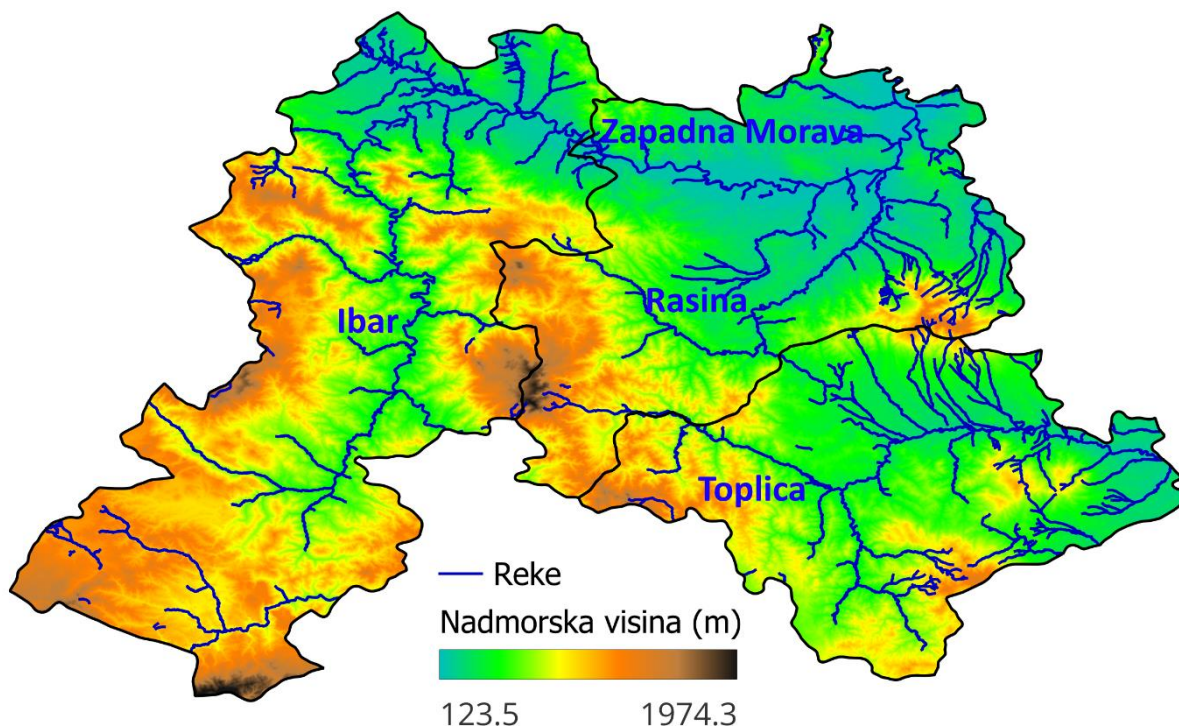 Zapadna Morava
Rasina
Ibar
Toplica
Reke
Nadmorska visina (m)
123.5 1974.3